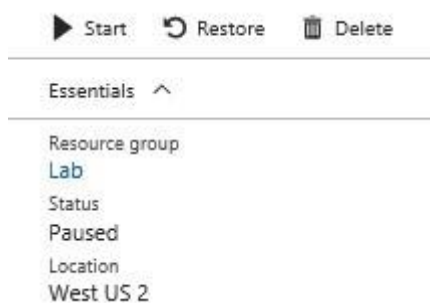 Start Restore Delete
Essentials
Resource group
Lab
Status
Paused
Location
West US 2